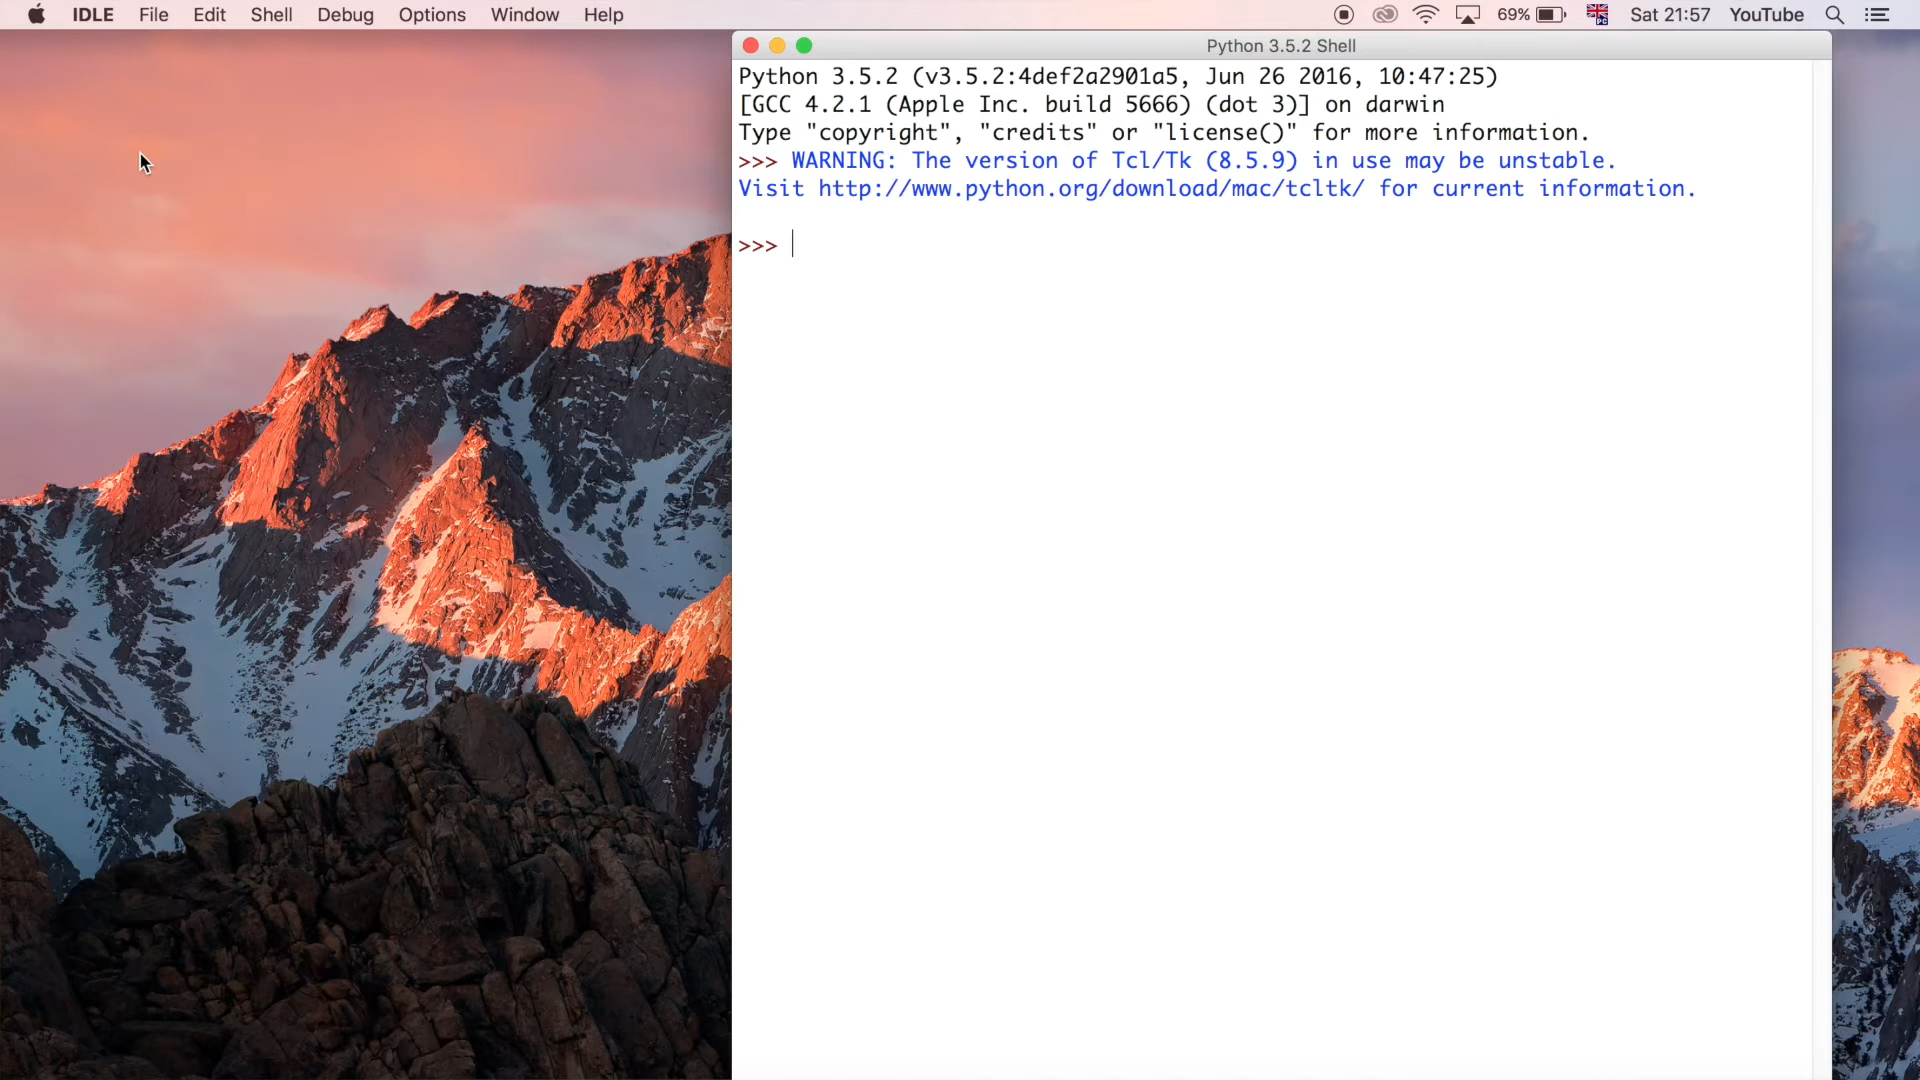 IDLE File Edit Shell Debug Options Window Help 69% Sat 21:57 YouTube
Python 3.5.2 Shell
Python 3.5.2 (v3.5.2:4def2a2901a5, Jun 26 2016, 10:47:25)
[GCC 4.2.1 (Apple Inc. build 5666) (dot 3)] on darwin
Type "copyright", "credits" or "license()" for more information.
>>> WARNING: The version of Tcl/Tk (8.5.9) in use may be unstable.
Visit http://www.python.org/download/mac/tcltk/ for current information.
>>>